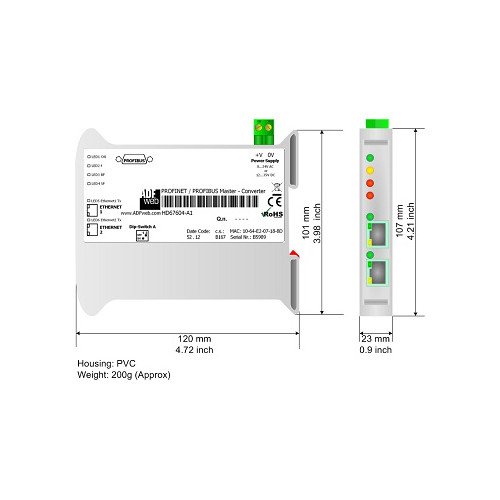 +V 0V
Power Supply
8...24V AC
or
12...35V DC
LED1 ON
LED2 F
LED3 BF
LED4 SF
PROFIBUS
LED5 Ethernet1 Tx
ETHERNET
1
LED6 Ethernet2 Tx
ETHERNET
2
ADF
web
PROFINET / PROFIBUS Master - Converter
www.ADFweb.com HD67604-A1
Q.n. - - - -
RoHS
Dip-Switch A
Date Code: c.s.: MAC: 10-64-E2-07-18-8D
52 . 12 B167 Serial Nr.: B5989
101 mm
3.98 inch
107 mm
4.21 inch
120 mm
4.72 inch
23 mm
0.9 inch
Housing: PVC
Weight: 200g (Approx)